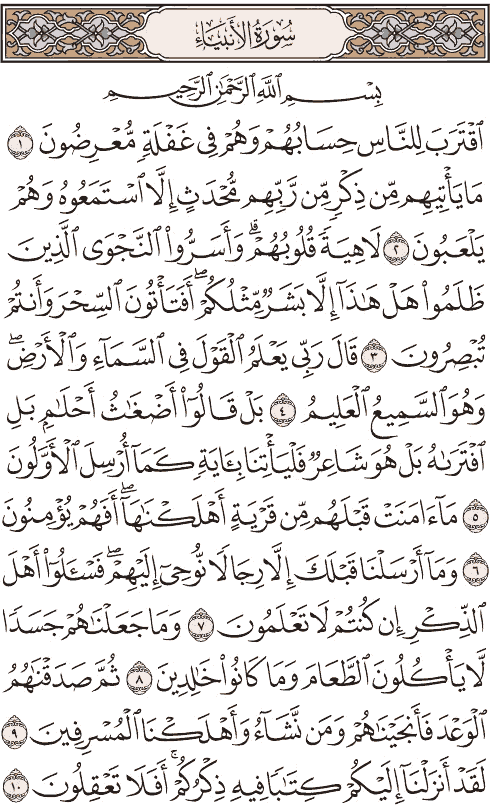 سُورَةُ الأَنبِيَاء
بِسْمِ ٱللَّهِ ٱلرَّحْمَٰنِ ٱلرَّحِيمِ
ٱقْتَرَبَ لِلنَّاسِ حِسَابُهُمْ وَهُمْ فِى غَفْلَةٍ مُّعْرِضُونَ ١
مَا يَأْتِيهِم مِّن ذِكْرٍ مِّن رَّبِّهِم مُّحْدَثٍ إِلَّا ٱسْتَمَعُوهُ وَهُمْ
يَلْعَبُونَ ٢ لَاهِيَةً قُلُوبُهُمْ ۗ وَأَسَرُّوا۟ ٱلنَّجْوَى ٱلَّذِينَ
ظَلَمُوا۟ هَلْ هَٰذَآ إِلَّا بَشَرٌ مِّثْلُكُمْ ۖ أَفَتَأْتُونَ ٱلسِّحْرَ وَأَنتُمْ
تُبْصِرُونَ ٣ قَالَ رَبِّى يَعْلَمُ ٱلْقَوْلَ فِى ٱلسَّمَآءِ وَٱلْأَرْضِ ۖ
وَهُوَ ٱلسَّمِيعُ ٱلْعَلِيمُ ٤ بَلْ قَالُوٓا۟ أَضْغَٰثُ أَحْلَٰمٍۭ بَلِ
ٱفْتَرَىٰهُ بَلْ هُوَ شَاعِرٌ فَلْيَأْتِنَا بِـَٔايَةٍ كَمَآ أُرْسِلَ ٱلْأَوَّلُونَ
٥ مَآ ءَامَنَتْ قَبْلَهُم مِّن قَرْيَةٍ أَهْلَكْنَٰهَآ ۖ أَفَهُمْ يُؤْمِنُونَ
٦ وَمَآ أَرْسَلْنَا قَبْلَكَ إِلَّا رِجَالًا نُّوحِىٓ إِلَيْهِمْ ۖ فَسْـَٔلُوٓا۟ أَهْلَ
ٱلذِّكْرِ إِن كُنتُمْ لَا تَعْلَمُونَ ٧ وَمَا جَعَلْنَٰهُمْ جَسَدًا
لَّا يَأْكُلُونَ ٱلطَّعَامَ وَمَا كَانُوا۟ خَٰلِدِينَ ٨ ثُمَّ صَدَقْنَٰهُمُ
ٱلْوَعْدَ فَأَنجَيْنَٰهُمْ وَمَن نَّشَآءُ وَأَهْلَكْنَا ٱلْمُسْرِفِينَ ٩
لَقَدْ أَنزَلْنَآ إِلَيْكُمْ كِتَٰبًا فِيهِ ذِكْرُكُمْ ۖ أَفَلَا تَعْقِلُونَ ١٠